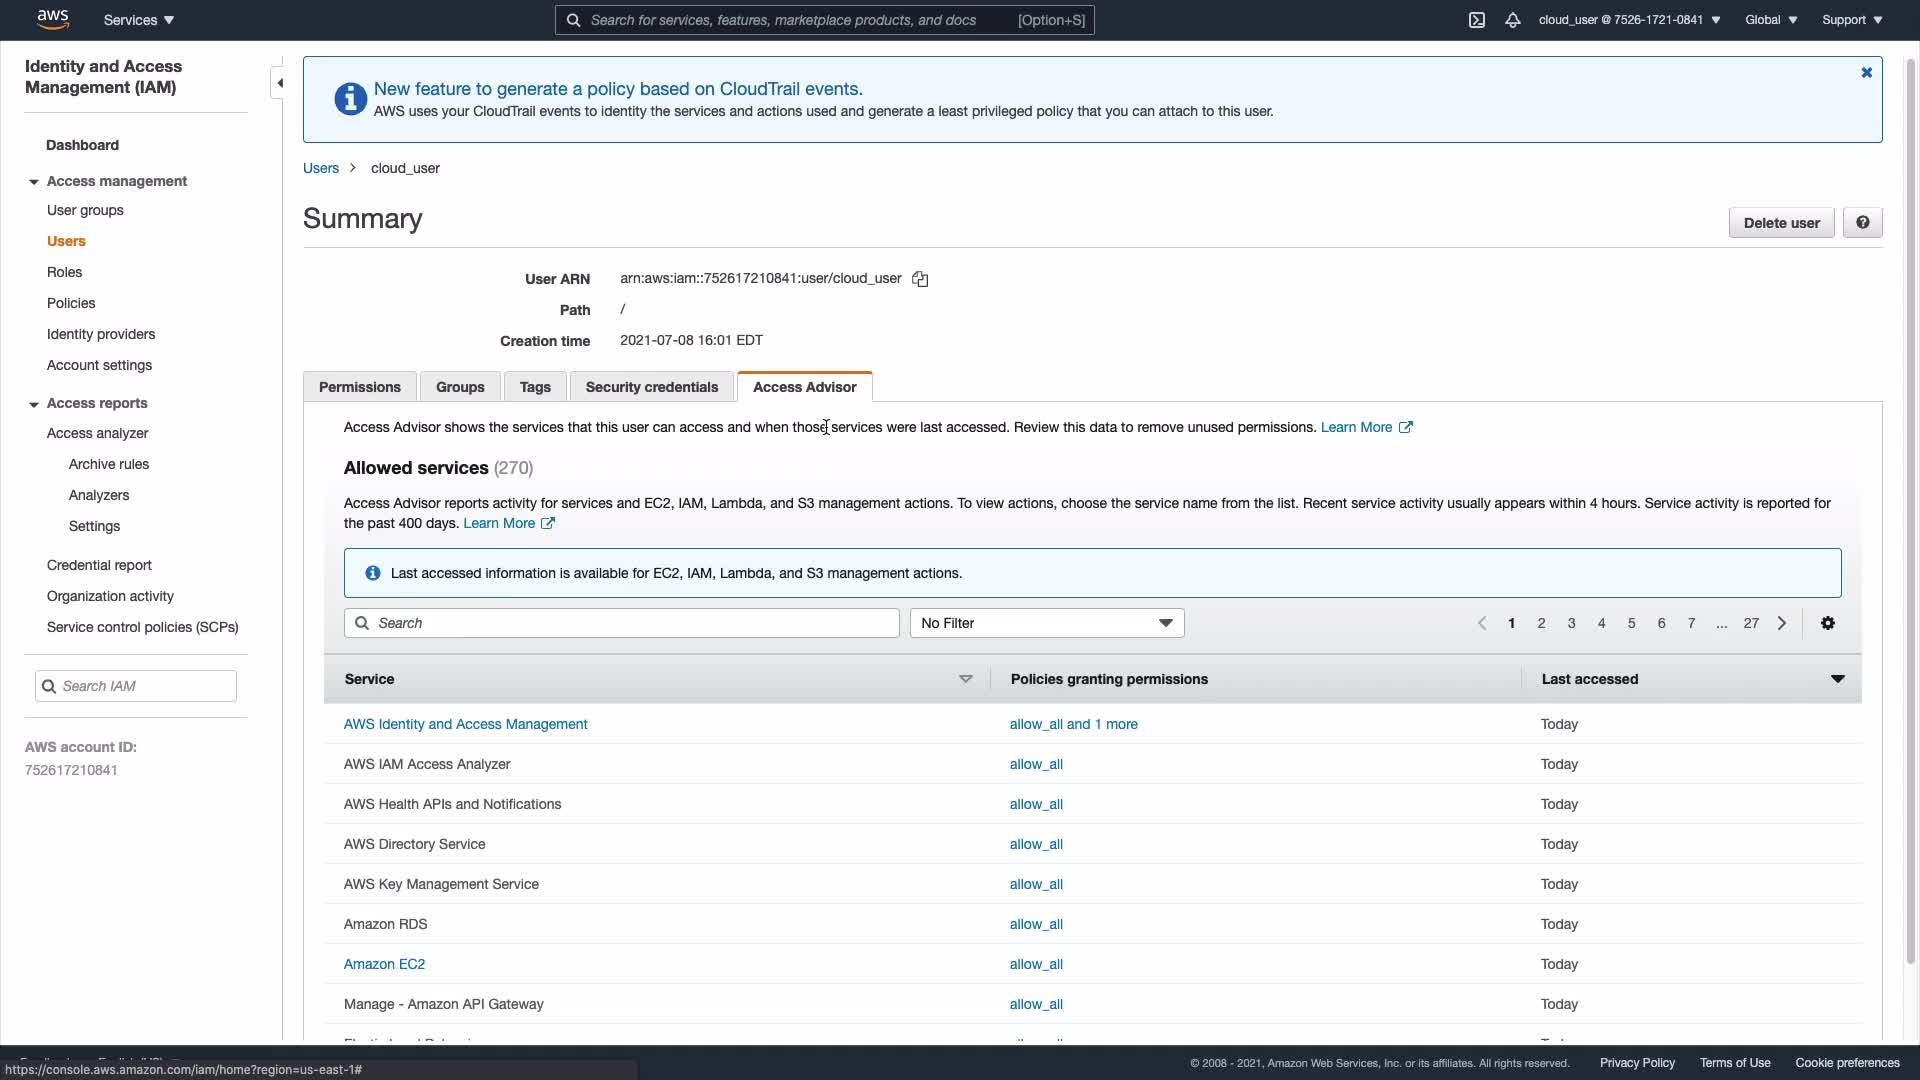 aws
Services
Search for services, features, marketplace products, and docs [Option+S]
cloud_user @ 7526-1721-0841
Global
Support
Identity and Access
Management (IAM)
Dashboard
Access management
User groups
Users
Roles
Policies
Identity providers
Account settings
Access reports
Access analyzer
Archive rules
Analyzers
Settings
Credential report
Organization activity
Service control policies (SCPs)
Search IAM
AWS account ID:
752617210841
New feature to generate a policy based on CloudTrail events.
AWS uses your CloudTrail events to identify the services and actions used and generate a least privileged policy that you can attach to this user.
Users > cloud_user
Summary
Delete user
User ARN arn:aws:iam::752617210841:user/cloud_user
Path /
Creation time 2021-07-08 16:01 EDT
Permissions Groups Tags Security credentials Access Advisor
Access Advisor shows the services that this user can access and when those services were last accessed. Review this data to remove unused permissions. Learn More
Allowed services (270)
Access Advisor reports activity for services and EC2, IAM, Lambda, and S3 management actions. To view actions, choose the service name from the list. Recent service activity usually appears within 4 hours. Service activity is reported for
the past 400 days. Learn More
Last accessed information is available for EC2, IAM, Lambda, and S3 management actions.
Search
No Filter
1 2 3 4 5 6 7 ... 27
Service Policies granting permissions Last accessed
AWS Identity and Access Management allow_all and 1 more Today
AWS IAM Access Analyzer allow_all Today
AWS Health APIs and Notifications allow_all Today
AWS Directory Service allow_all Today
AWS Key Management Service allow_all Today
Amazon RDS allow_all Today
Amazon EC2 allow_all Today
Manage - Amazon API Gateway allow_all Today
© 2008 - 2021, Amazon Web Services, Inc. or its affiliates. All rights reserved. Privacy Policy Terms of Use Cookie preferences
https://console.aws.amazon.com/iam/home?region=us-east-1#